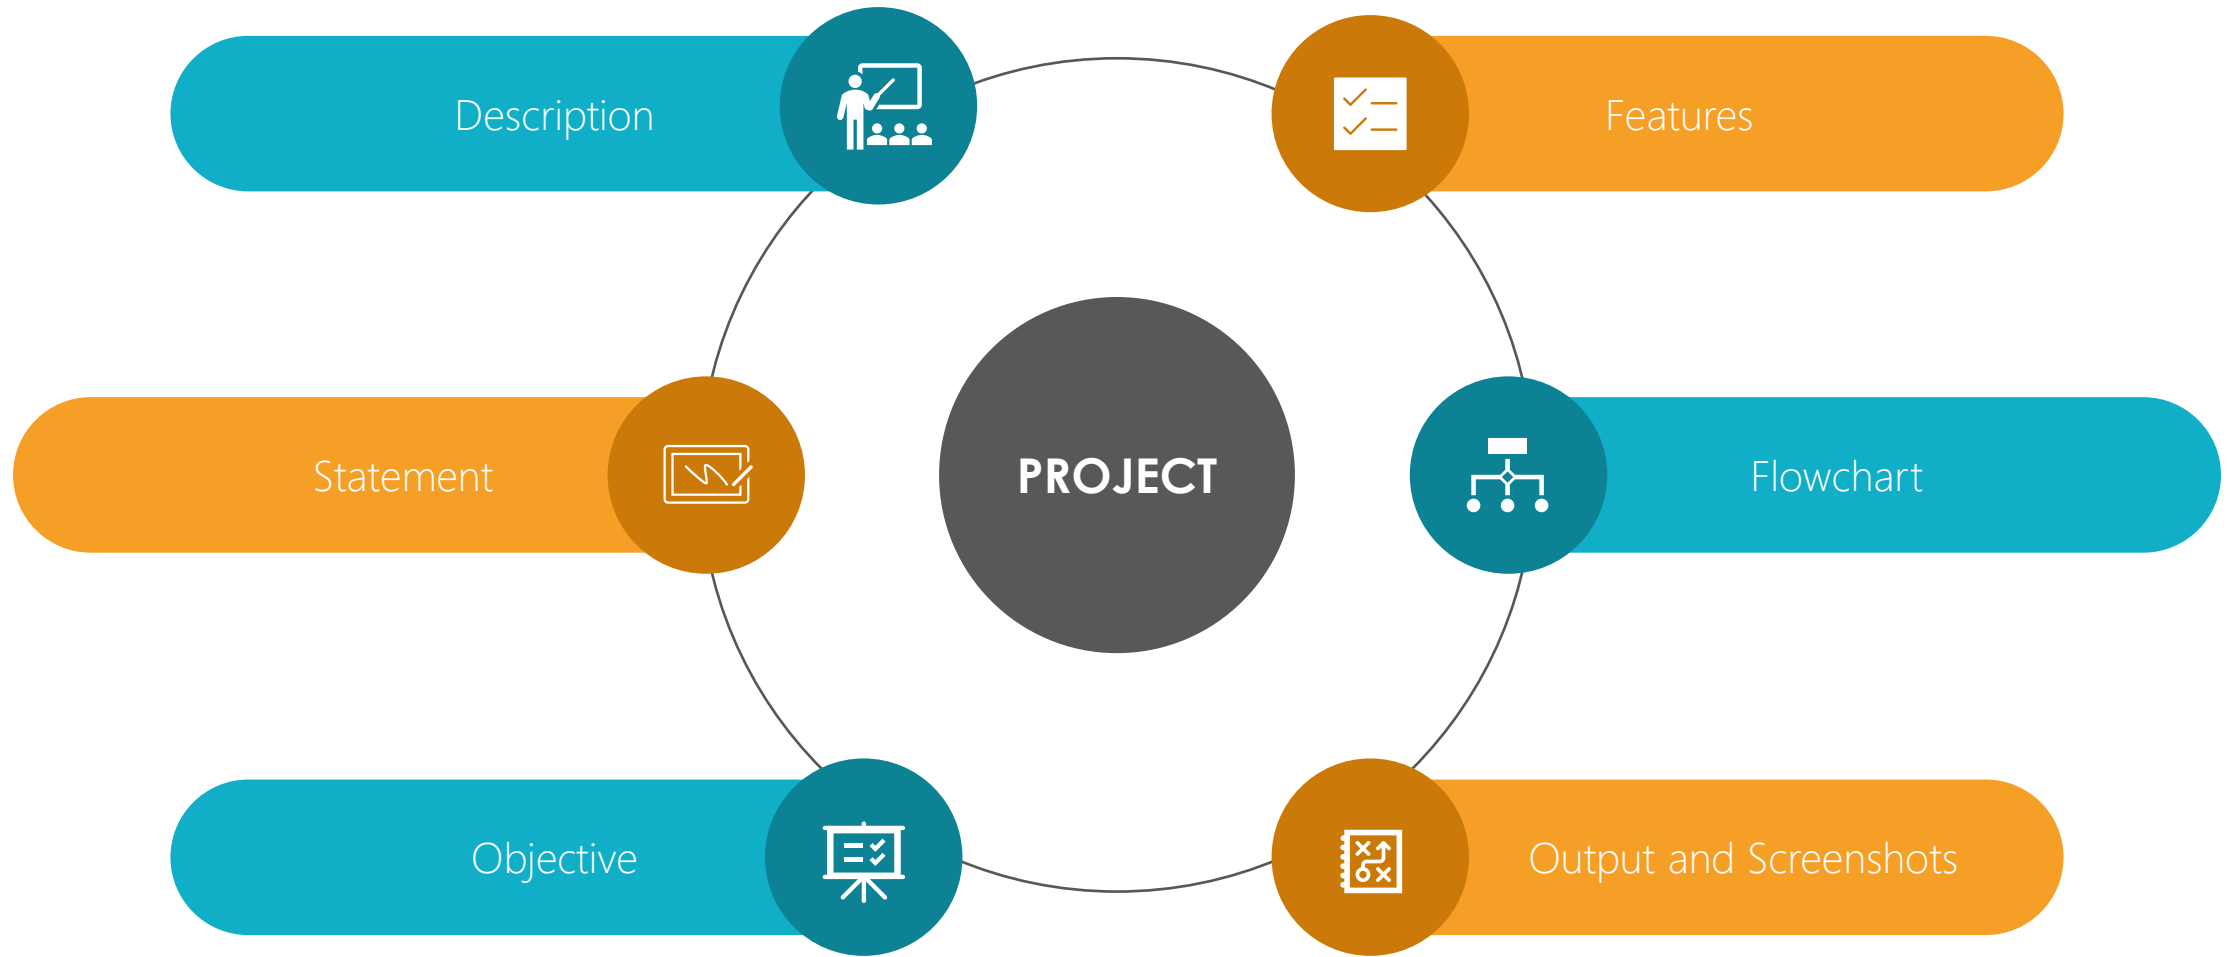 Description
Features
Statement
PROJECT
Flowchart
Objective
Output and Screenshots